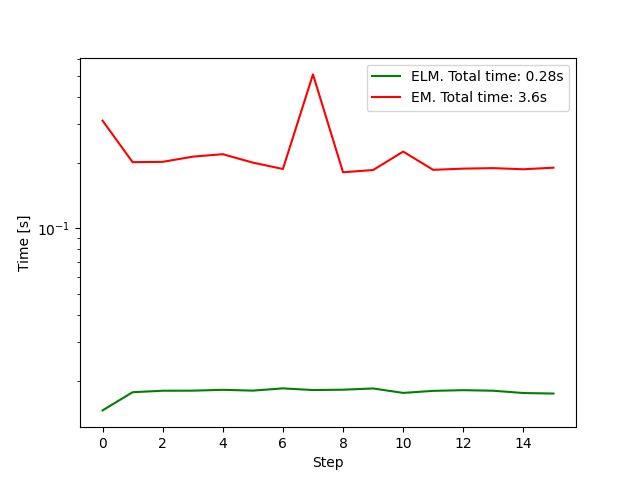 ELM. Total time: 0.28s
EM. Total time: 3.6s
Time [s]
10⁻¹
0 2 4 6 8 10 12 14
Step